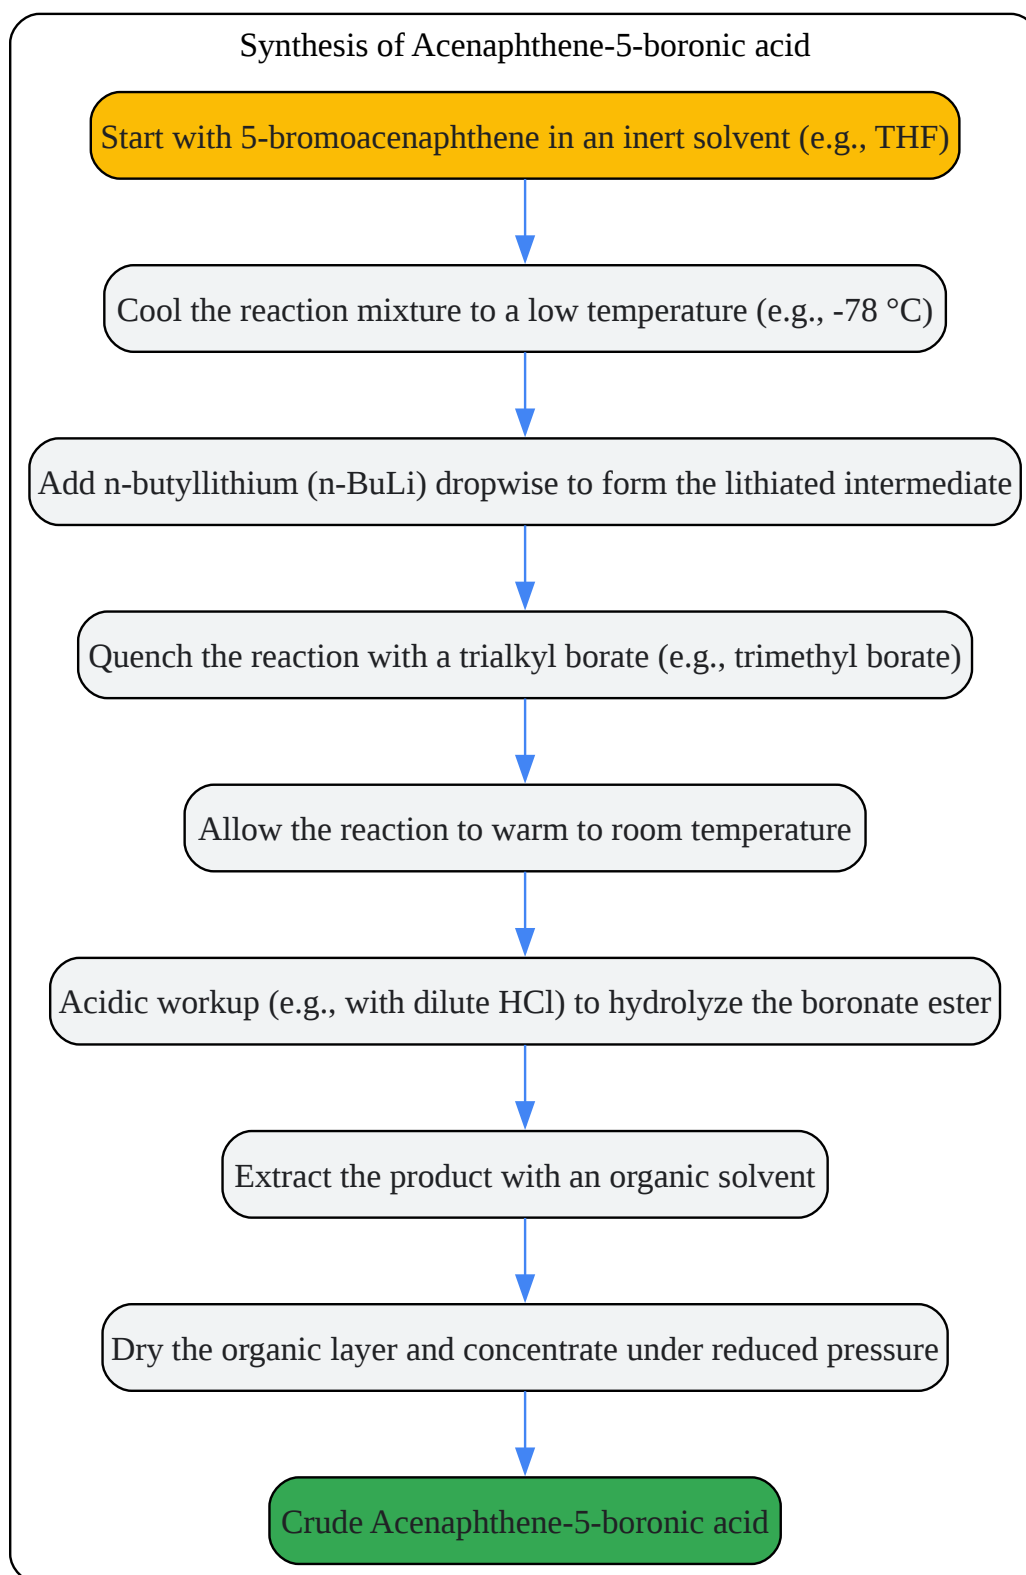 Synthesis of Acenaphthene-5-boronic acid
Start with 5-bromoacenaphthene in an inert solvent (e.g., THF)
Cool the reaction mixture to a low temperature (e.g., -78 °C)
Add n-butyllithium (n-BuLi) dropwise to form the lithiated intermediate
Quench the reaction with a trialkyl borate (e.g., trimethyl borate)
Allow the reaction to warm to room temperature
Acidic workup (e.g., with dilute HCl) to hydrolyze the boronate ester
Extract the product with an organic solvent
Dry the organic layer and concentrate under reduced pressure
Crude Acenaphthene-5-boronic acid